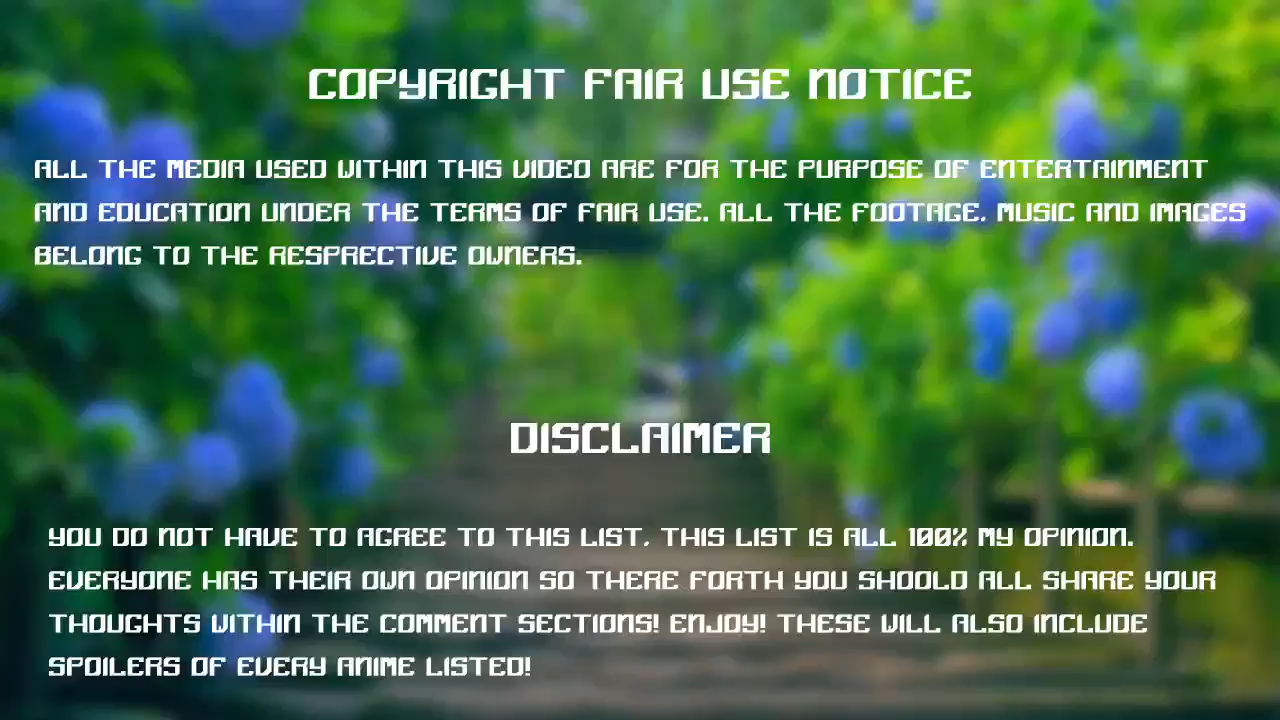 COPYRIGHT FAIR USE NOTICE
ALL THE MEDIA USED WITHIN THIS VIDEO ARE FOR THE PURPOSE OF ENTERTAINMENT
AND EDUCATION UNDER THE TERMS OF FAIR USE. ALL THE FOOTAGE, MUSIC AND IMAGES
BELONG TO THE RESPRECTIVE OWNERS.
DISCLAIMER
YOU DO NOT HAVE TO AGREE TO THIS LIST, THIS LIST IS ALL 100% MY OPINION.
EVERYONE HAS THEIR OWN OPINION SO THERE FORTH YOU SHOOLD ALL SHARE YOUR
THOUGHTS WITHIN THE COMMENT SECTIONS! ENJOY! THESE WILL ALSO INCLUDE
SPOILERS OF EVERY ANIME LISTED!